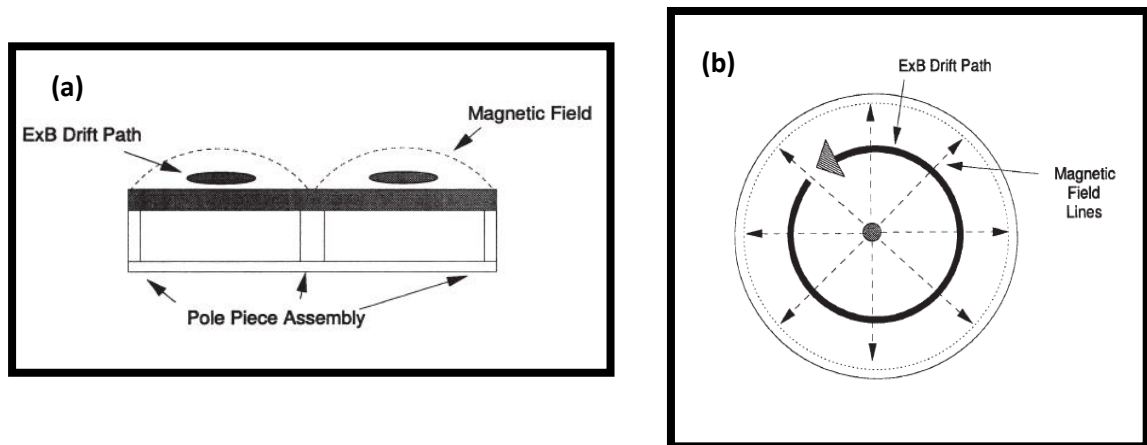 (a)
ExB Drift Path
Magnetic Field
Pole Piece Assembly
(b)
ExB Drift Path
Magnetic
Field
Lines